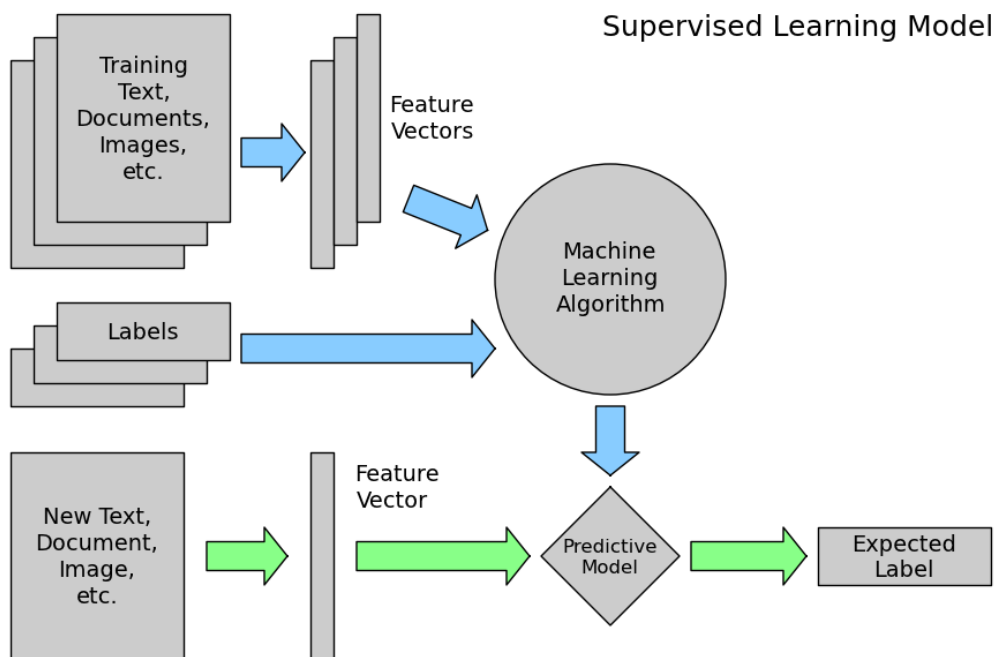 Supervised Learning Model
Training
Text,
Documents,
Images,
etc.
Feature
Vectors
Machine
Learning
Algorithm
Labels
New Text,
Document,
Image,
etc.
Feature
Vector
Predictive
Model
Expected
Label